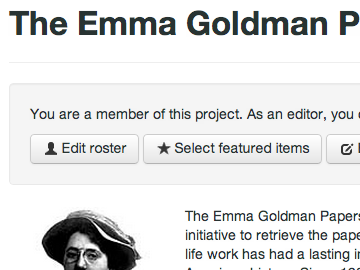 The Emma Goldman P
You are a member of this project. As an editor, you
Edit roster Select featured items
The Emma Goldman Papers
initiative to retrieve the pape
life work has had a lasting i